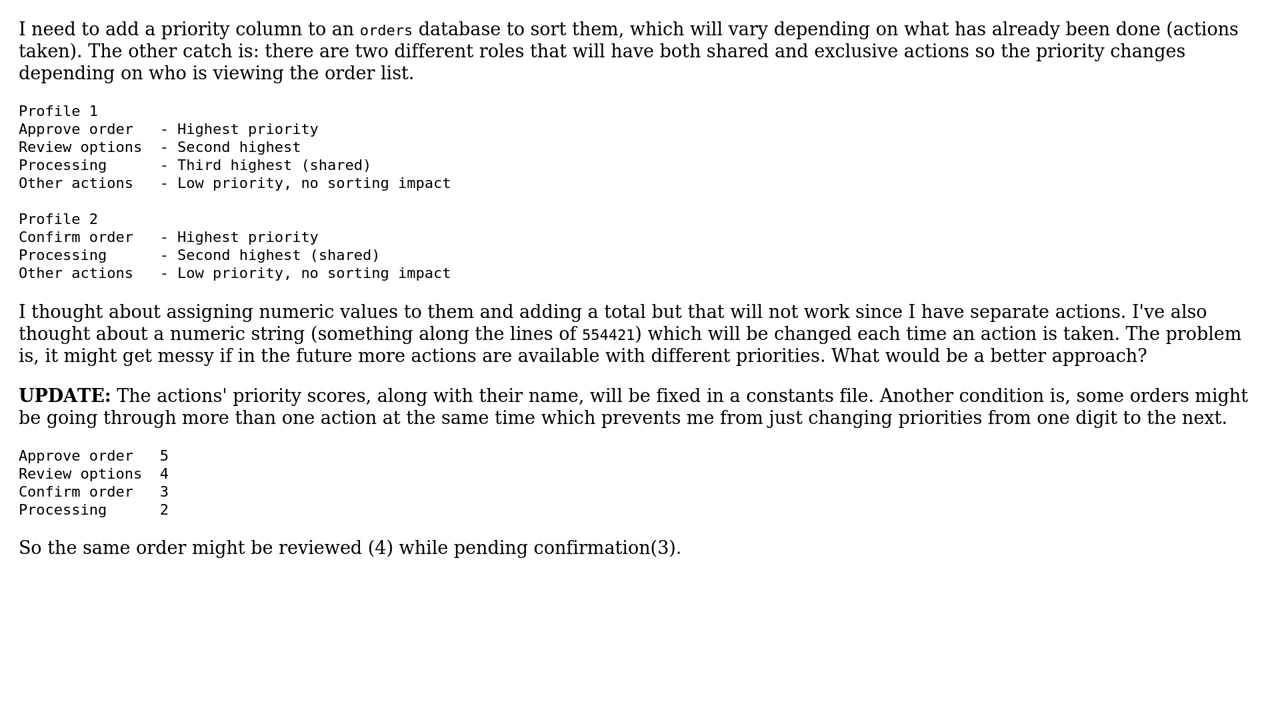 I need to add a priority column to an orders database to sort them, which will vary depending on what has already been done (actions
taken). The other catch is: there are two different roles that will have both shared and exclusive actions so the priority changes
depending on who is viewing the order list.
Profile 1
Approve order   - Highest priority
Review options  - Second highest
Processing      - Third highest (shared)
Other actions   - Low priority, no sorting impact
Profile 2
Confirm order   - Highest priority
Processing      - Second highest (shared)
Other actions   - Low priority, no sorting impact
I thought about assigning numeric values to them and adding a total but that will not work since I have separate actions. I've also
thought about a numeric string (something along the lines of 554421) which will be changed each time an action is taken. The problem
is, it might get messy if in the future more actions are available with different priorities. What would be a better approach?
UPDATE: The actions' priority scores, along with their name, will be fixed in a constants file. Another condition is, some orders might
be going through more than one action at the same time which prevents me from just changing priorities from one digit to the next.
Approve order   5
Review options  4
Confirm order   3
Processing      2
So the same order might be reviewed (4) while pending confirmation(3).